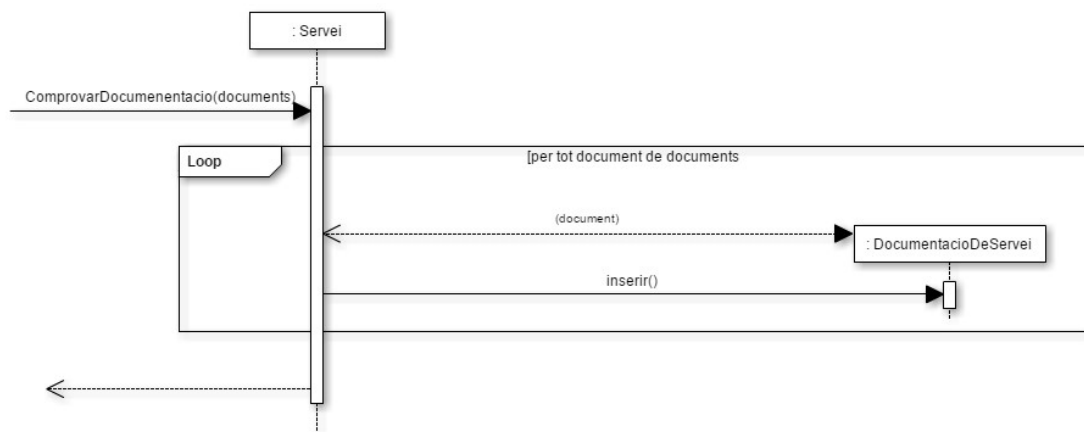 : Servei
ComprovarDocumenentacio(documents)
Loop
[per tot document de documents
(document)
: DocumentacioDeServei
inserir()